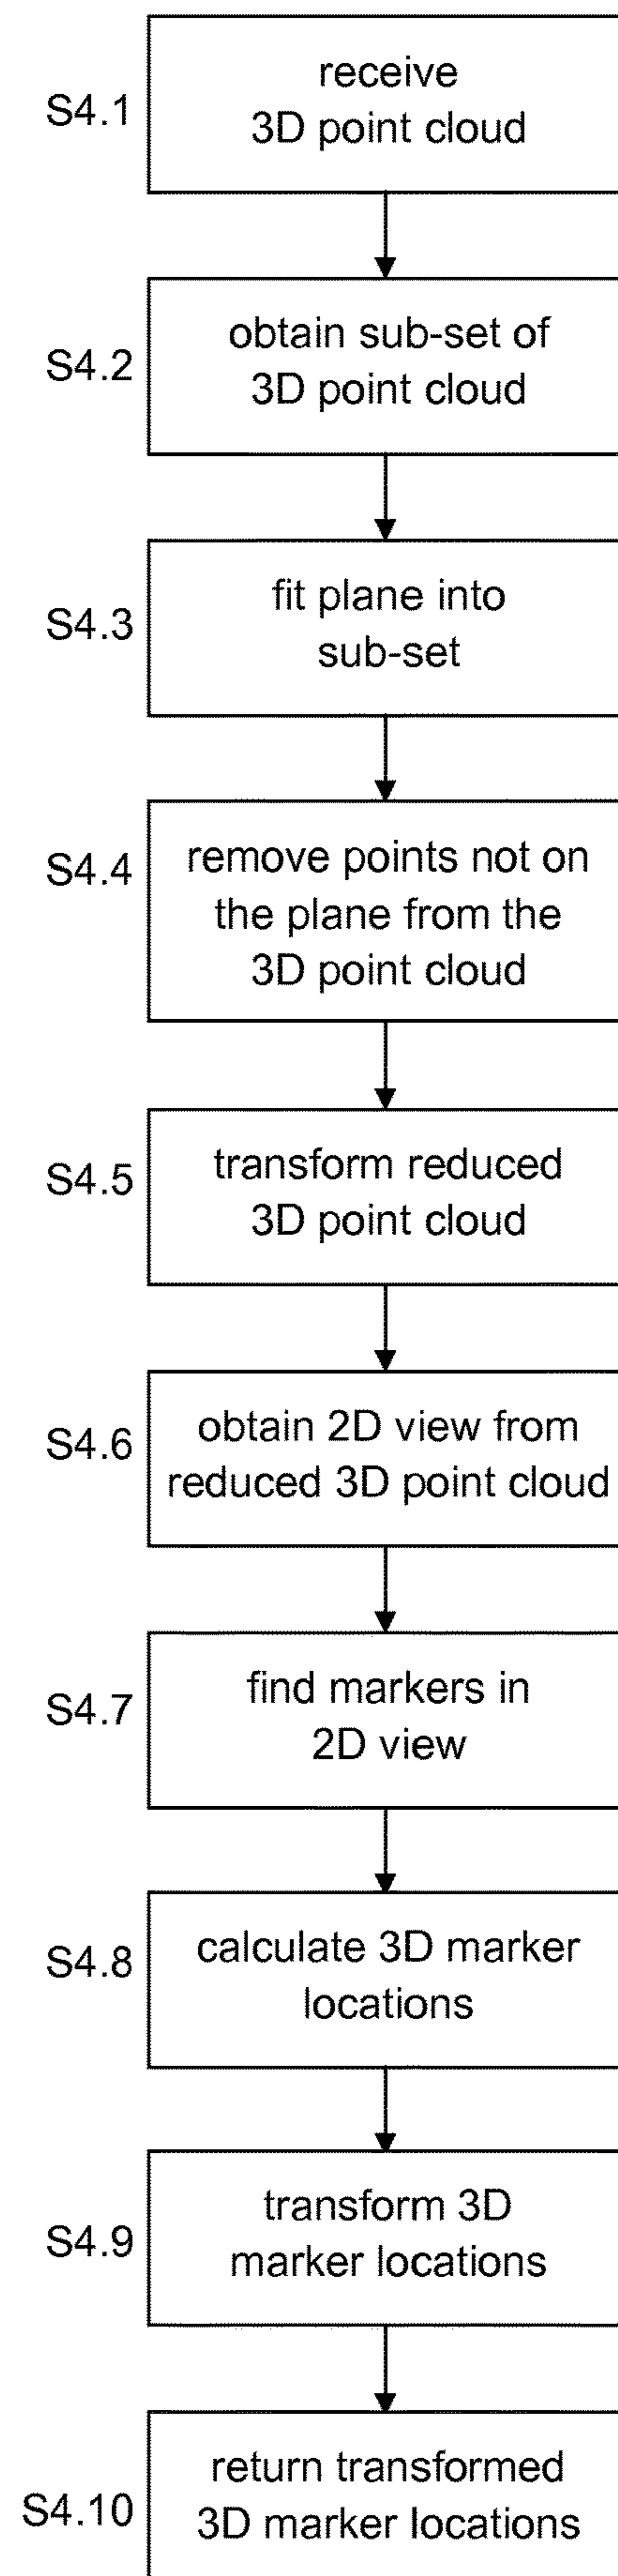 S4.1
receive
3D point cloud
S4.2
obtain sub-set of
3D point cloud
S4.3
fit plane into
sub-set
S4.4
remove points not on
the plane from the
3D point cloud
S4.5
transform reduced
3D point cloud
S4.6
obtain 2D view from
reduced 3D point cloud
S4.7
find markers in
2D view
S4.8
calculate 3D marker
locations
S4.9
transform 3D
marker locations
S4.10
return transformed
3D marker locations